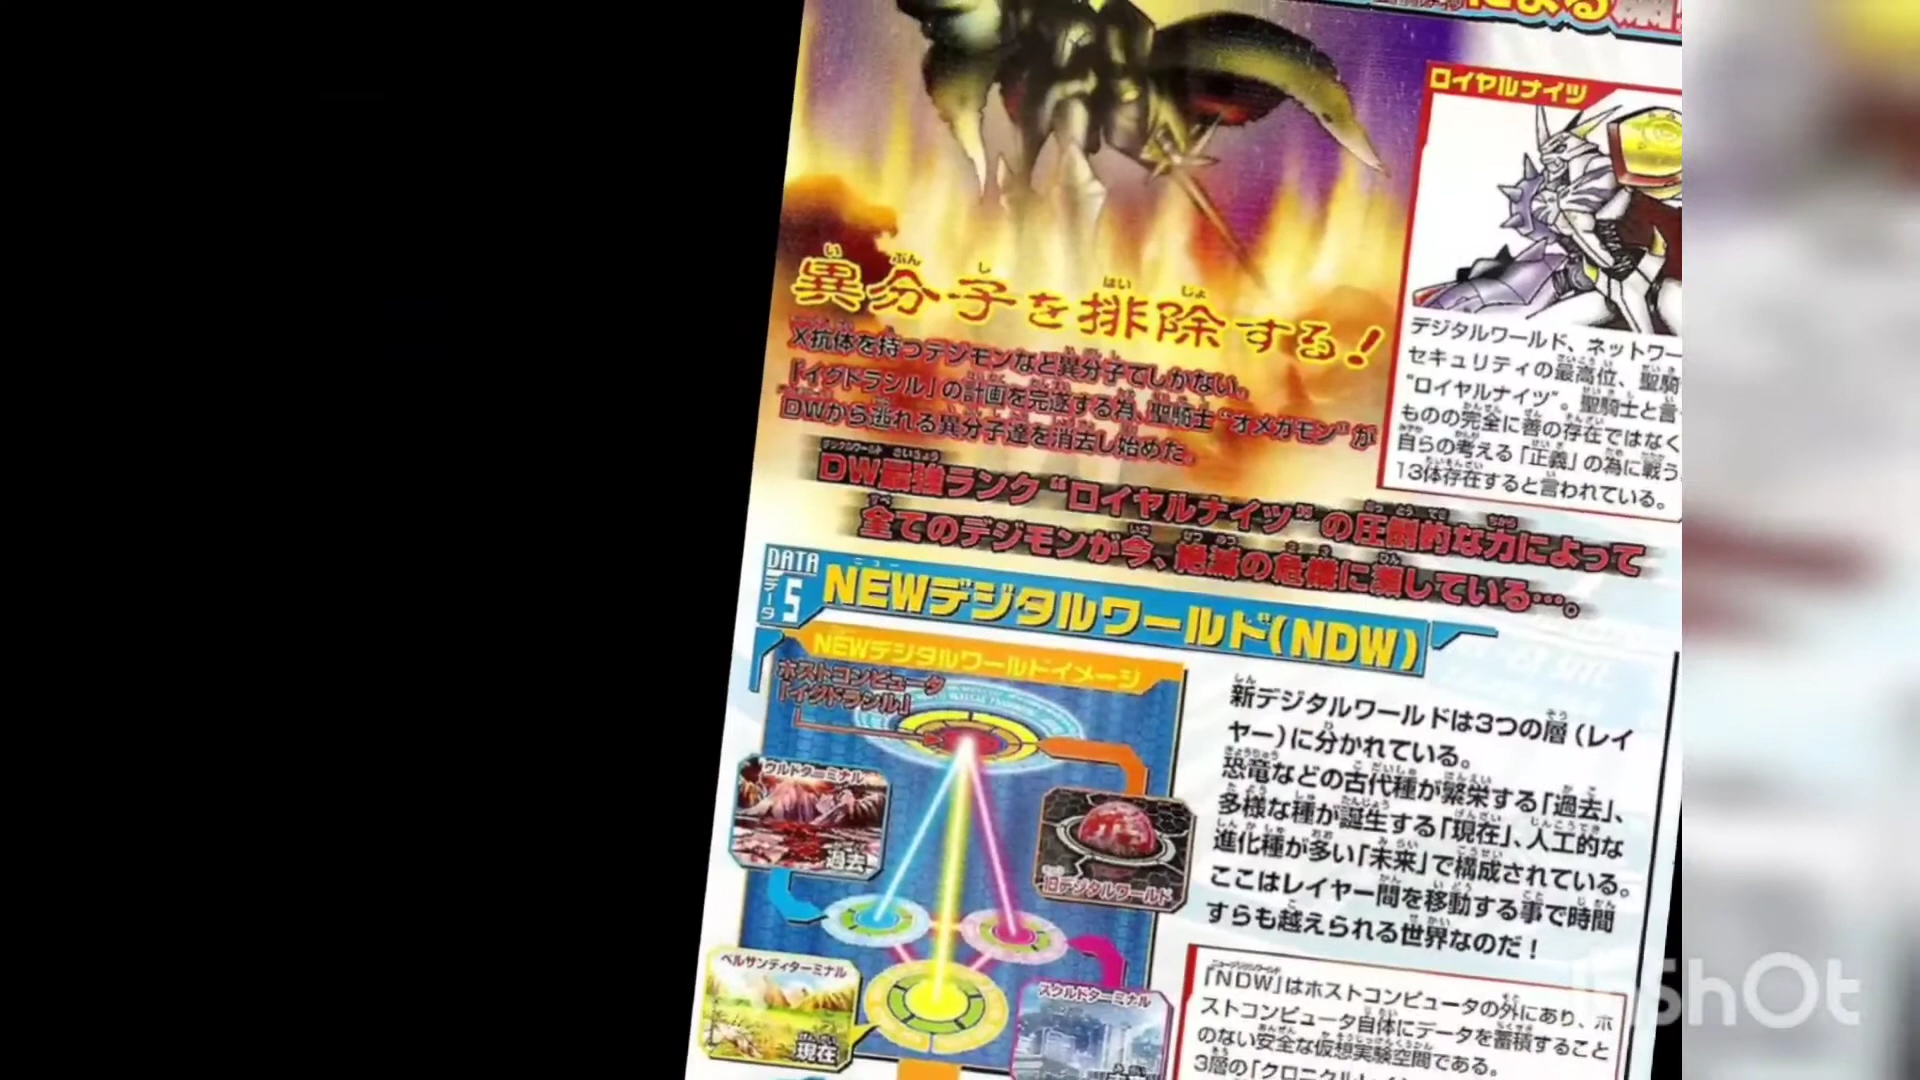 による粛
異分子を排除する！
X抗体を持つデジモンなど異分子でしかない。
「イグドラシル」の計画を完遂する為、聖騎士“オメガモン”が
DWから逃れる異分子達を消去し始めた。
DW最強ランク“ロイヤルナイツ”の圧倒的な力によって
全てのデジモンが今、絶滅の危機に瀕している…。
ロイヤルナイツ
デジタルワールド、ネットワー
セキュリティの最高位、聖騎
“ロイヤルナイツ”。聖騎士と言
ものの完全に善の存在ではなく
自らの考える「正義」の為に戦う
13体存在すると言われている。
DATA
データ
5
NEWデジタルワールド(NDW)
NEWデジタルワールドイメージ
ホストコンピュータ
「イグドラシル」
ウルドターミナル
過去
旧デジタルワールド
ベルサンディターミナル
現在
スクルドターミナル
新デジタルワールドは3つの層(レイ
ヤー)に分かれている。
恐竜などの古代種が繁栄する「過去」、
多様な種が誕生する「現在」、人工的な
進化種が多い「未来」で構成されている。
ここはレイヤー間を移動する事で時間
すらも越えられる世界なのだ！
「NDW」はホストコンピュータの外にあり、ホ
ストコンピュータ自体にデータを蓄積すること
のない安全な仮想実験空間である。
3層の「クロニクルレイ
InShOt